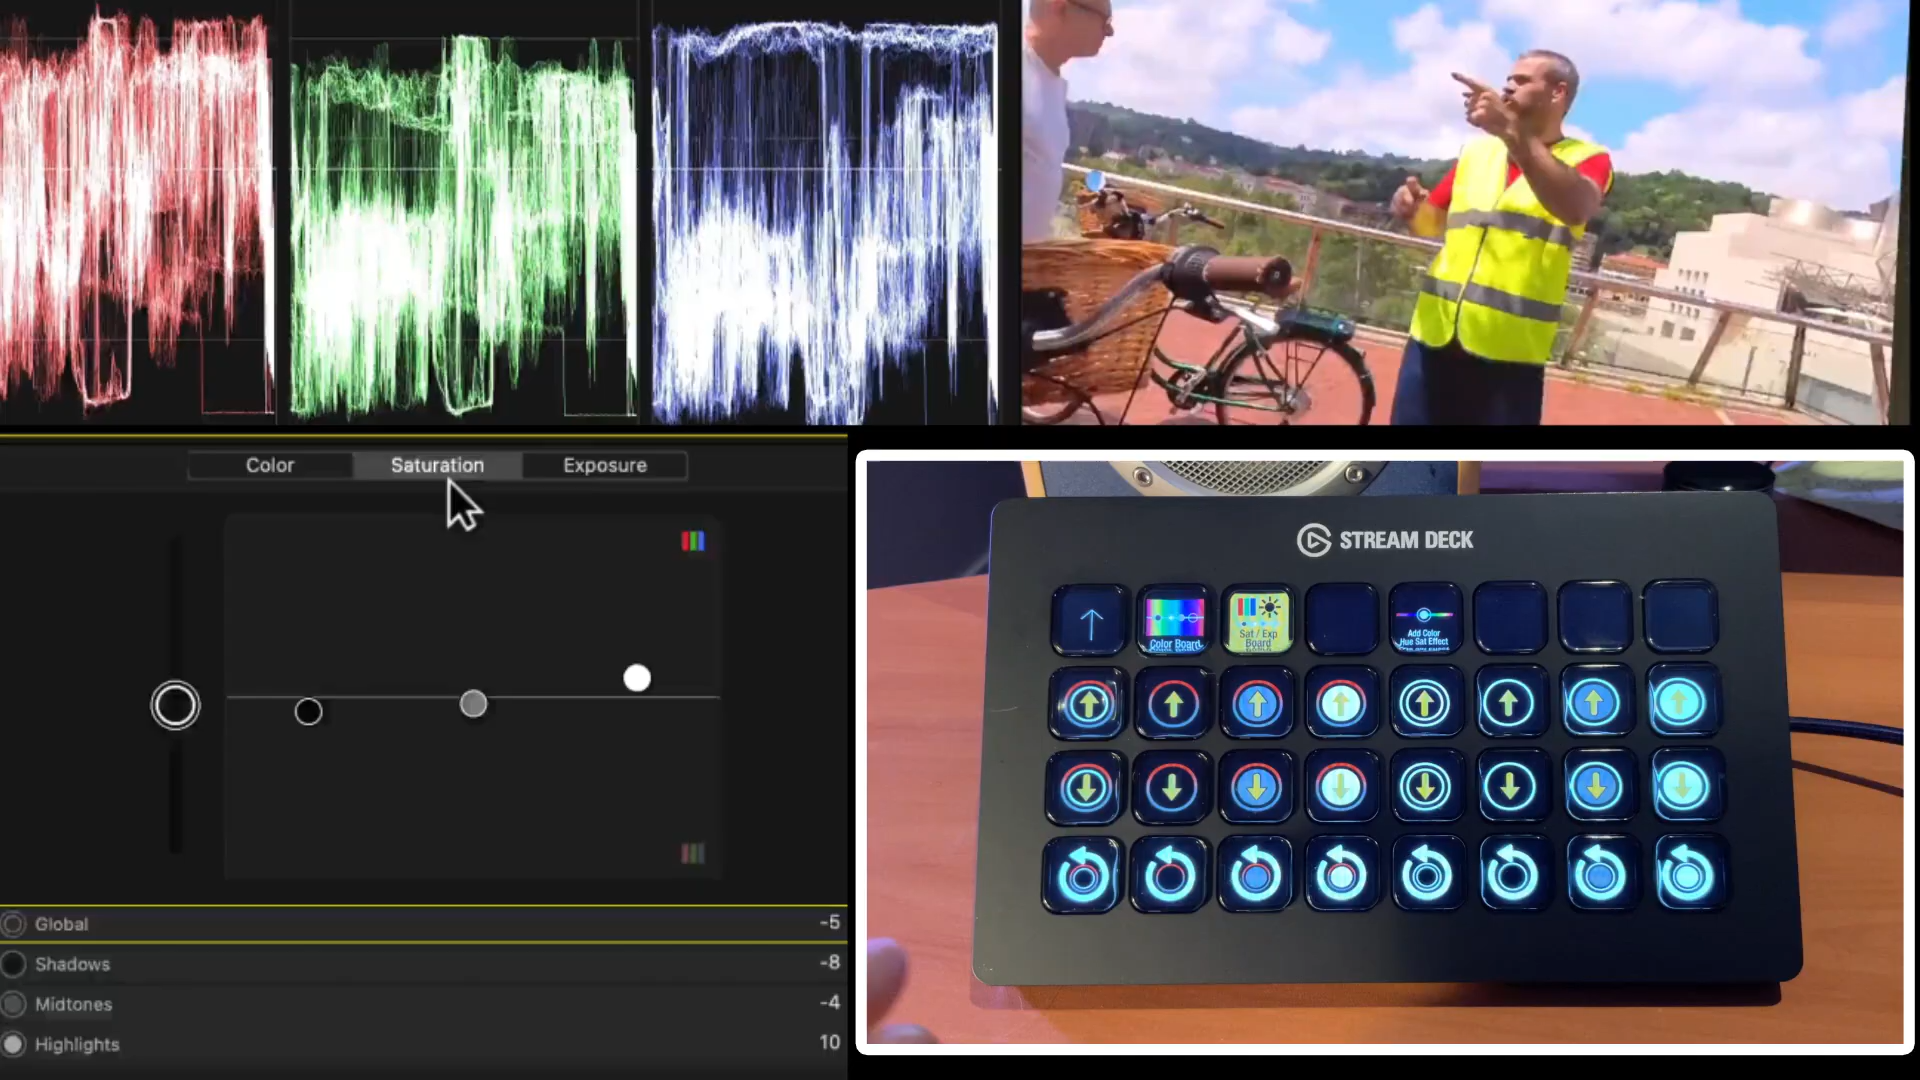 Color Saturation Exposure
STREAM DECK
Color Board
Sat / Exp
Board
Add Color
Hue Sat Effect
Global -5
Shadows -8
Midtones -4
Highlights 10